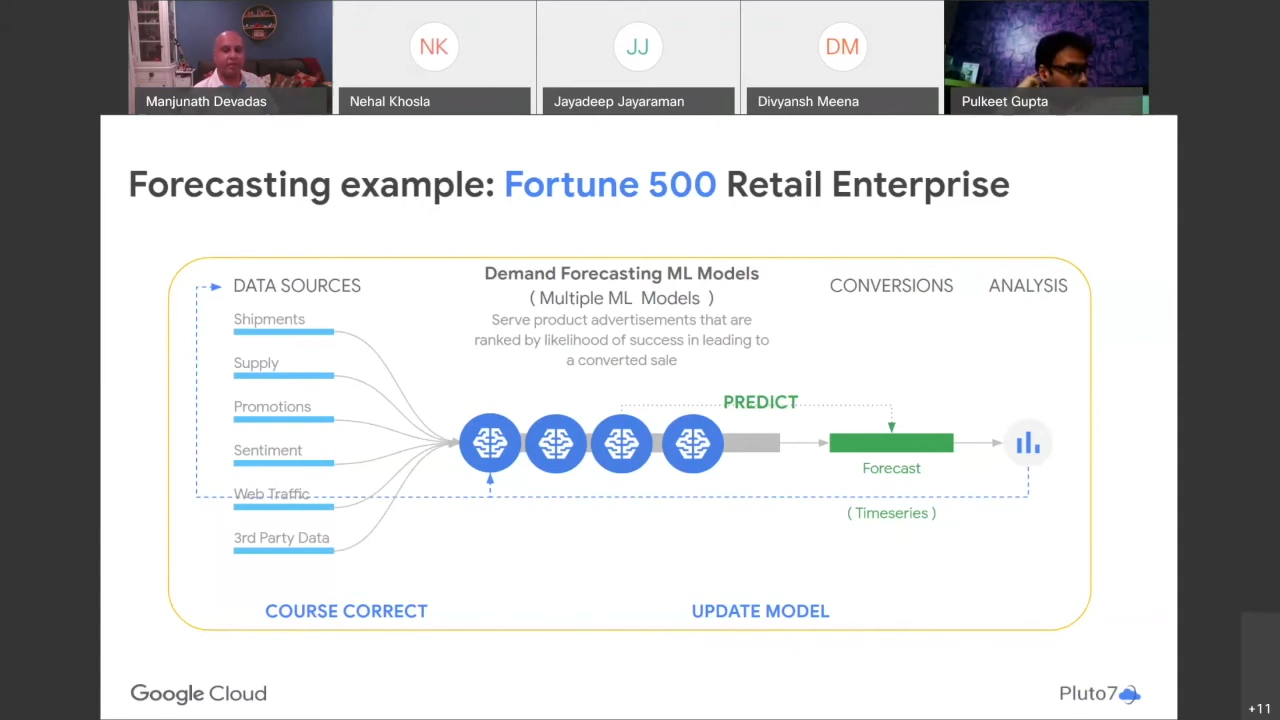 NK
JJ
DM
Manjunath Devadas
Nehal Khosla
Jayadeep Jayaraman
Divyansh Meena
Pulkeet Gupta
Forecasting example: Fortune 500 Retail Enterprise
DATA SOURCES
Shipments
Supply
Promotions
Sentiment
Web Traffic
3rd Party Data
Demand Forecasting ML Models
( Multiple ML Models )
Serve product advertisements that are
ranked by likelihood of success in leading to
a converted sale
PREDICT
CONVERSIONS
Forecast
( Timeseries )
ANALYSIS
COURSE CORRECT
UPDATE MODEL
Google Cloud
Pluto7
+11